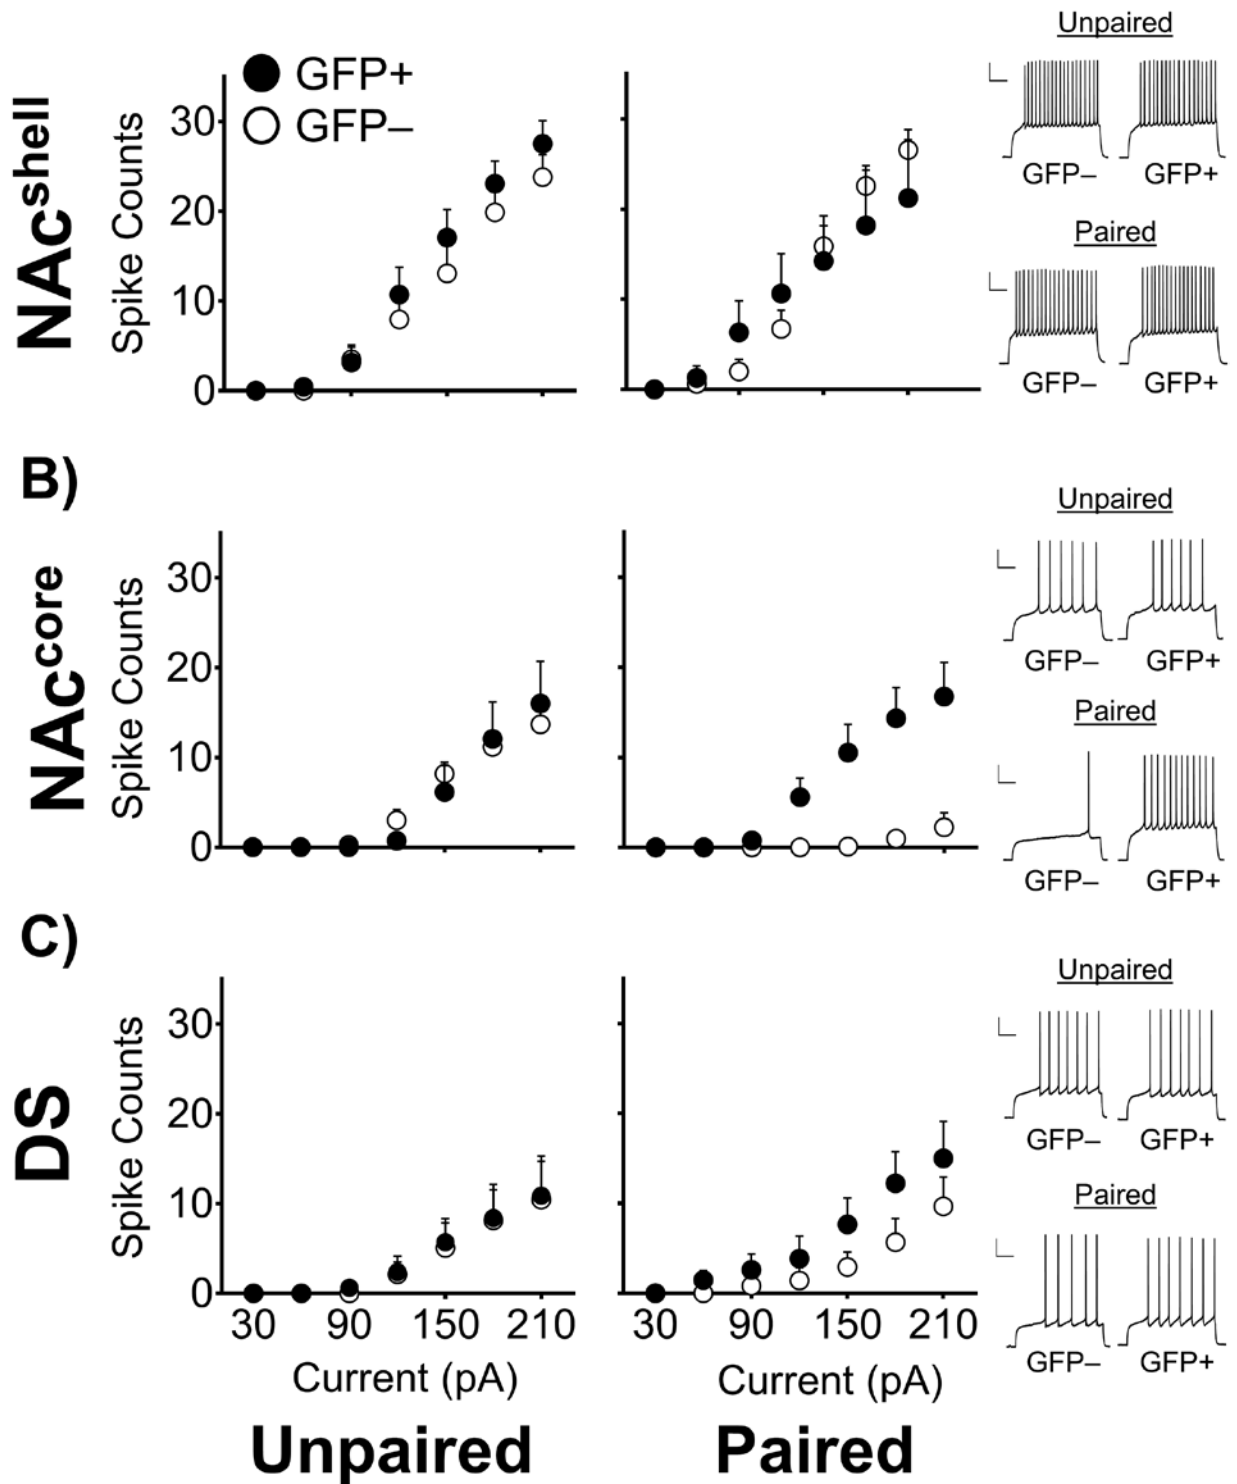 GFP+
GFP–
NAcshell
Spike Counts
30
20
10
0
Unpaired
GFP–
GFP+
Paired
GFP–
GFP+
B)
NAccore
Spike Counts
30
20
10
0
Unpaired
GFP–
GFP+
Paired
GFP–
GFP+
C)
DS
Spike Counts
30
20
10
0
30 90 150 210
Current (pA)
Unpaired
30 90 150 210
Current (pA)
Paired
Unpaired
GFP–
GFP+
Paired
GFP–
GFP+